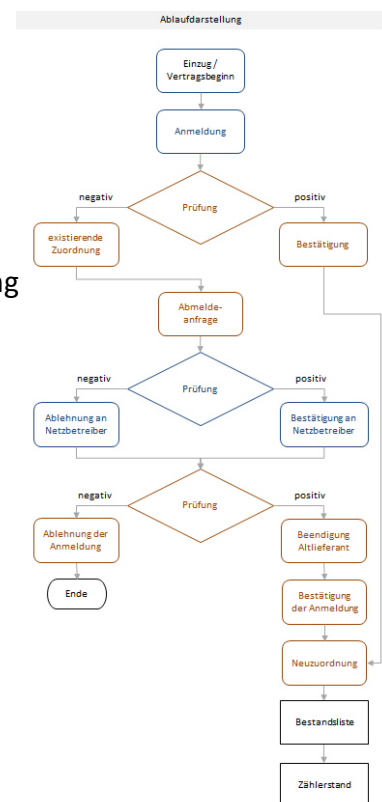 Ablaufdarstellung
Einzug /
Vertragsbeginn
Anmeldung
Prüfung
negativ
positiv
existierende
Zuordnung
Bestätigung
Abmelde-
anfrage
Prüfung
negativ
positiv
Ablehnung an
Netzbetreiber
Bestätigung an
Netzbetreiber
Prüfung
negativ
positiv
Ablehnung der
Anmeldung
Beendigung
Altlieferant
Ende
Bestätigung
der Anmeldung
Neuzuordnung
Bestandsliste
Zählerstand